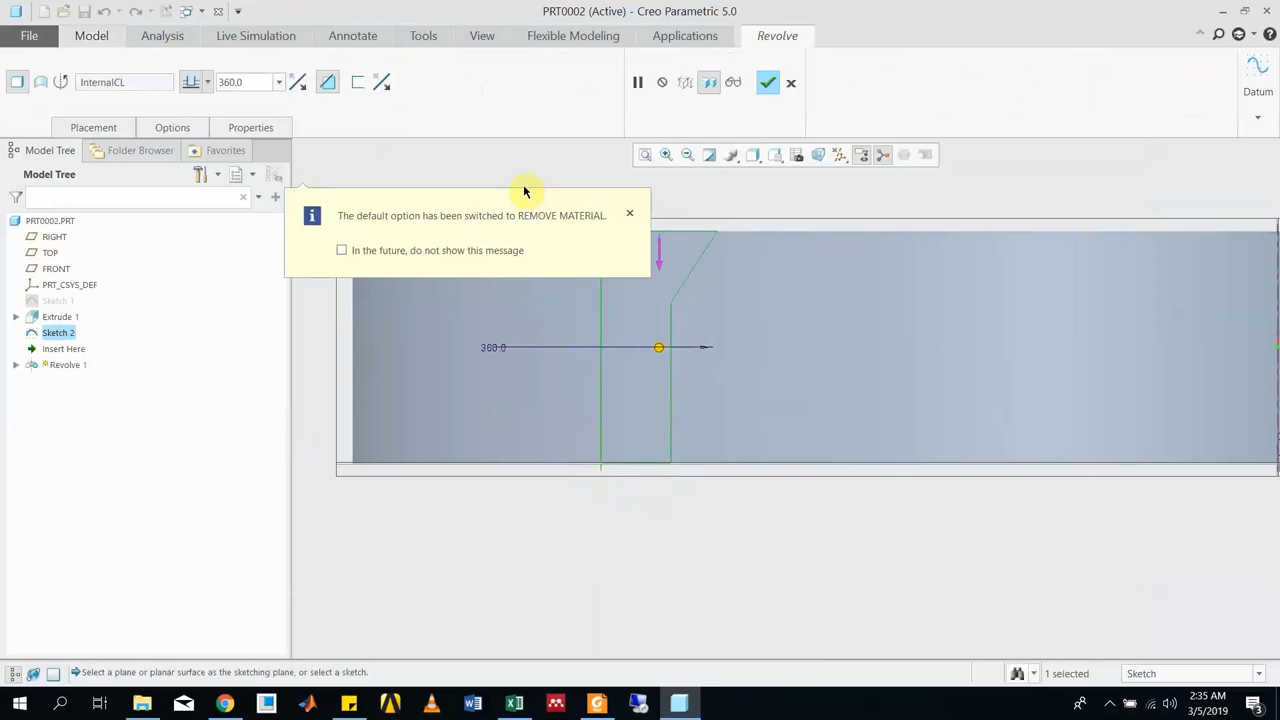 PRT0002 (Active) - Creo Parametric 5.0
File Model Analysis Live Simulation Annotate Tools View Flexible Modeling Applications Revolve
InternalCL 360.0
Datum
Placement Options Properties
Model Tree Folder Browser Favorites
Model Tree
The default option has been switched to REMOVE MATERIAL.
In the future, do not show this message
PRT0002.PRT
RIGHT
TOP
FRONT
PRT_CSYS_DEF
Sketch 1
Extrude 1
Sketch 2
Insert Here
Revolve 1
360.0
Select a plane or planar surface as the sketching plane, or select a sketch.
1 selected
Sketch
2:35 AM
3/5/2019
3